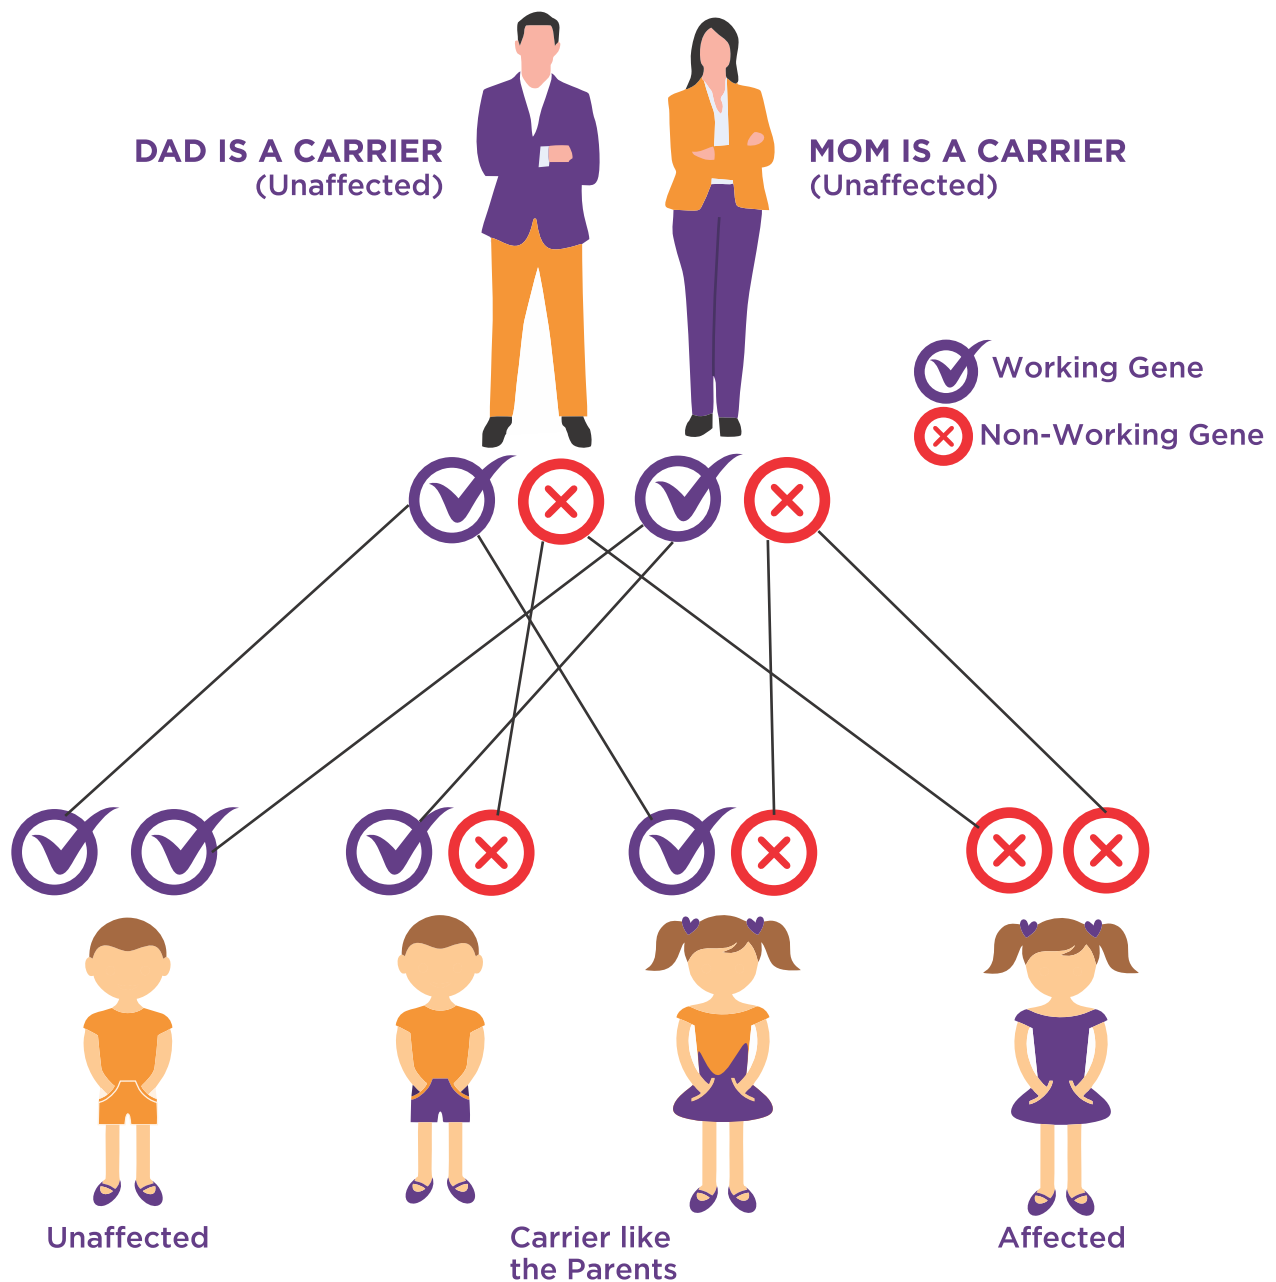 DAD IS A CARRIER
(Unaffected)
MOM IS A CARRIER
(Unaffected)
Working Gene
Non-Working Gene
Unaffected
Carrier like
the Parents
Affected